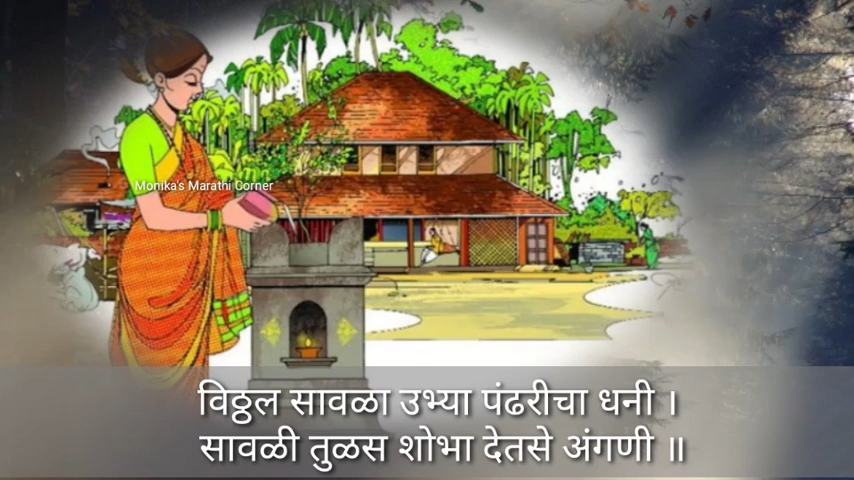 Monika's Marathi Corner
विठ्ठल सावळा उभ्या पंढरीचा धनी ।
सावळी तुळस शोभा देतसे अंगणी ॥